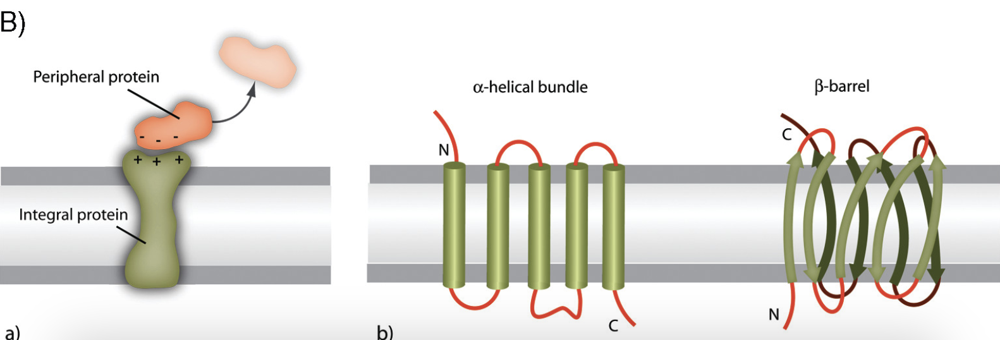 B)
Peripheral protein
- - -
+ + +
Integral protein
a)
α-helical bundle
N
C
b)
β-barrel
C
N